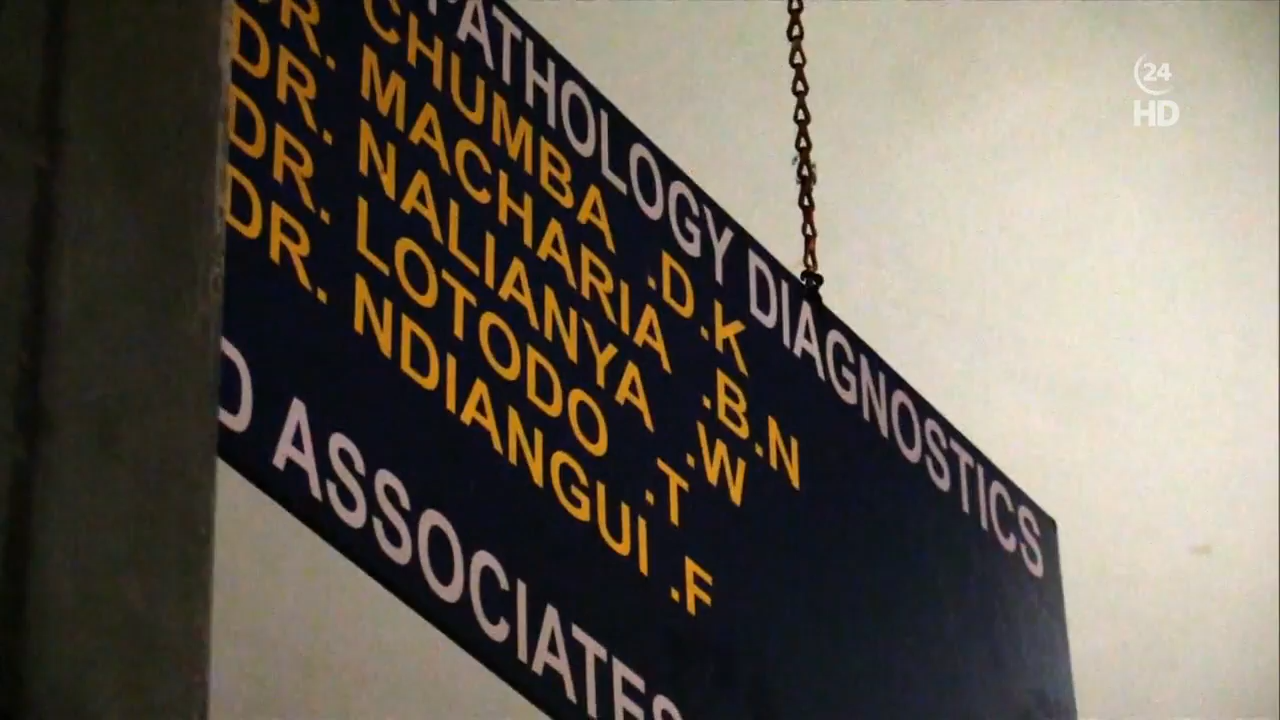 PATHOLOGY DIAGNOSTICS
DR. CHUMBA .D.K
DR. MACHARIA .B.N
DR. NALIANYA .W
DR. LOTODO .T
DR. NDIANGUI .F
ASSOCIATES
24
HD